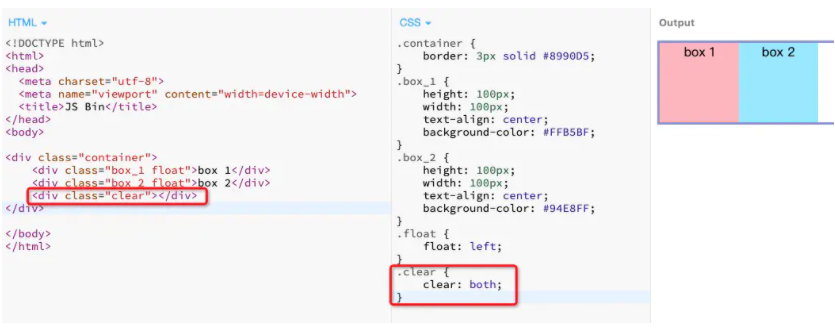 HTML
<!DOCTYPE html>
<html>
<head>
<meta charset="utf-8">
<meta name="viewport" content="width=device-width">
<title>JS Bin</title>
</head>
<body>
<div class="container">
<div class="box_1 float">box 1</div>
<div class="box_2 float">box 2</div>
<div class="clear"></div>
</div>
</body>
</html>
CSS
.container {
border: 3px solid #8990D5;
}
.box_1 {
height: 100px;
width: 100px;
text-align: center;
background-color: #FFB5BF;
}
.box_2 {
height: 100px;
width: 100px;
text-align: center;
background-color: #94E8FF;
}
.float {
float: left;
}
.clear {
clear: both;
}
Output
box 1 box 2